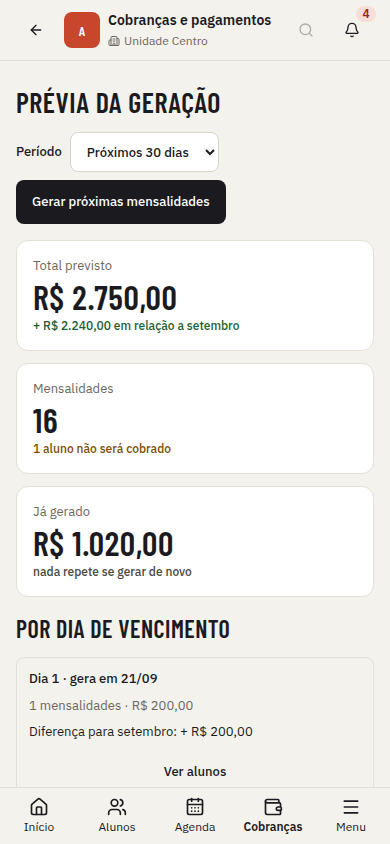 A
Cobranças e pagamentos
Unidade Centro
4
PRÉVIA DA GERAÇÃO
Período
Próximos 30 dias
Gerar próximas mensalidades
Total previsto
R$ 2.750,00
+ R$ 2.240,00 em relação a setembro
Mensalidades
16
1 aluno não será cobrado
Já gerado
R$ 1.020,00
nada repete se gerar de novo
POR DIA DE VENCIMENTO
Dia 1 · gera em 21/09
1 mensalidades · R$ 200,00
Diferença para setembro: + R$ 200,00
Ver alunos
Início
Alunos
Agenda
Cobranças
Menu